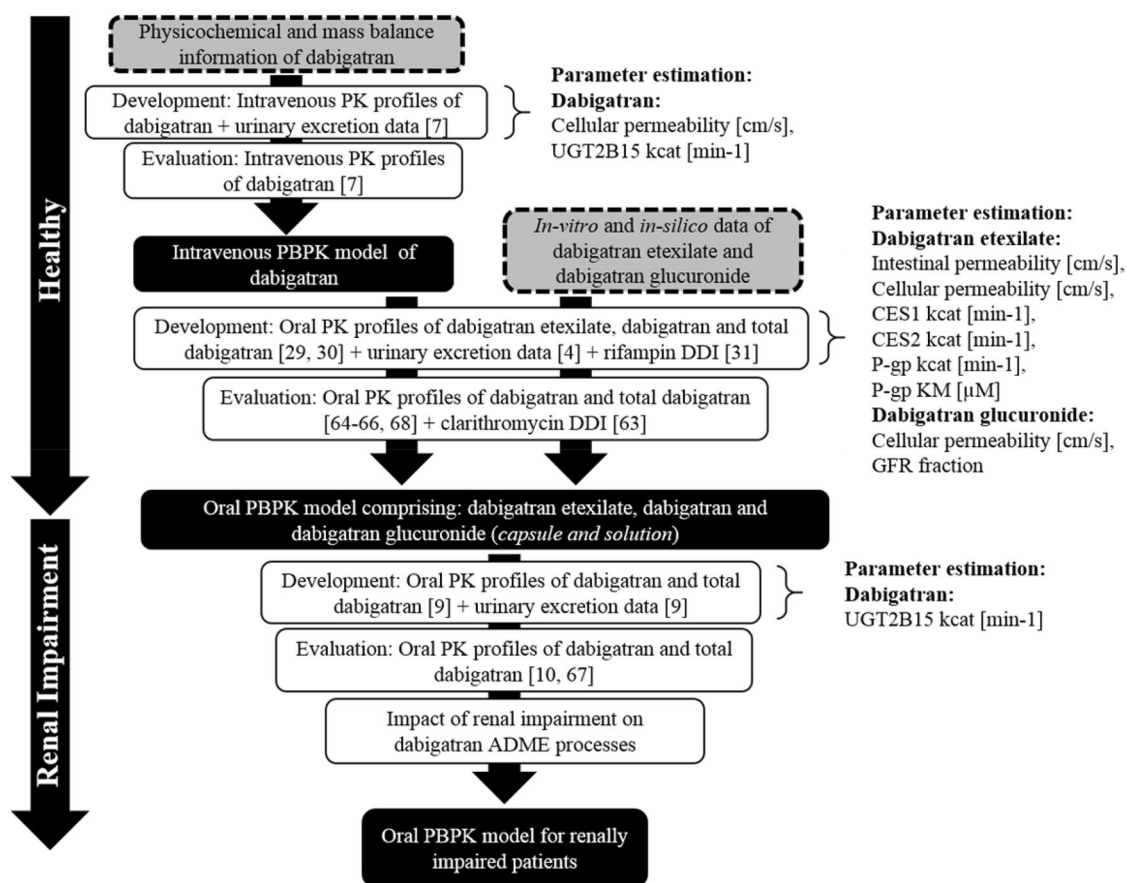 Healthy
Physicochemical and mass balance
information of dabigatran
Development: Intravenous PK profiles of
dabigatran + urinary excretion data [7]
Parameter estimation:
Dabigatran:
Cellular permeability [cm/s],
UGT2B15 kcat [min-1]
Evaluation: Intravenous PK profiles
of dabigatran [7]
Intravenous PBPK model of
dabigatran
In-vitro and in-silico data of
dabigatran etexilate and
dabigatran glucuronide
Development: Oral PK profiles of dabigatran etexilate, dabigatran and total
dabigatran [29, 30] + urinary excretion data [4] + rifampin DDI [31]
Parameter estimation:
Dabigatran etexilate:
Intestinal permeability [cm/s],
Cellular permeability [cm/s],
CES1 kcat [min-1],
CES2 kcat [min-1],
P-gp kcat [min-1],
P-gp KM [µM]
Dabigatran glucuronide:
Cellular permeability [cm/s],
GFR fraction
Evaluation: Oral PK profiles of dabigatran and total dabigatran
[64-66, 68] + clarithromycin DDI [63]
Oral PBPK model comprising: dabigatran etexilate, dabigatran and
dabigatran glucuronide (capsule and solution)
Renal Impairment
Development: Oral PK profiles of dabigatran and total
dabigatran [9] + urinary excretion data [9]
Parameter estimation:
Dabigatran:
UGT2B15 kcat [min-1]
Evaluation: Oral PK profiles of dabigatran and total
dabigatran [10, 67]
Impact of renal impairment on
dabigatran ADME processes
Oral PBPK model for renally
impaired patients